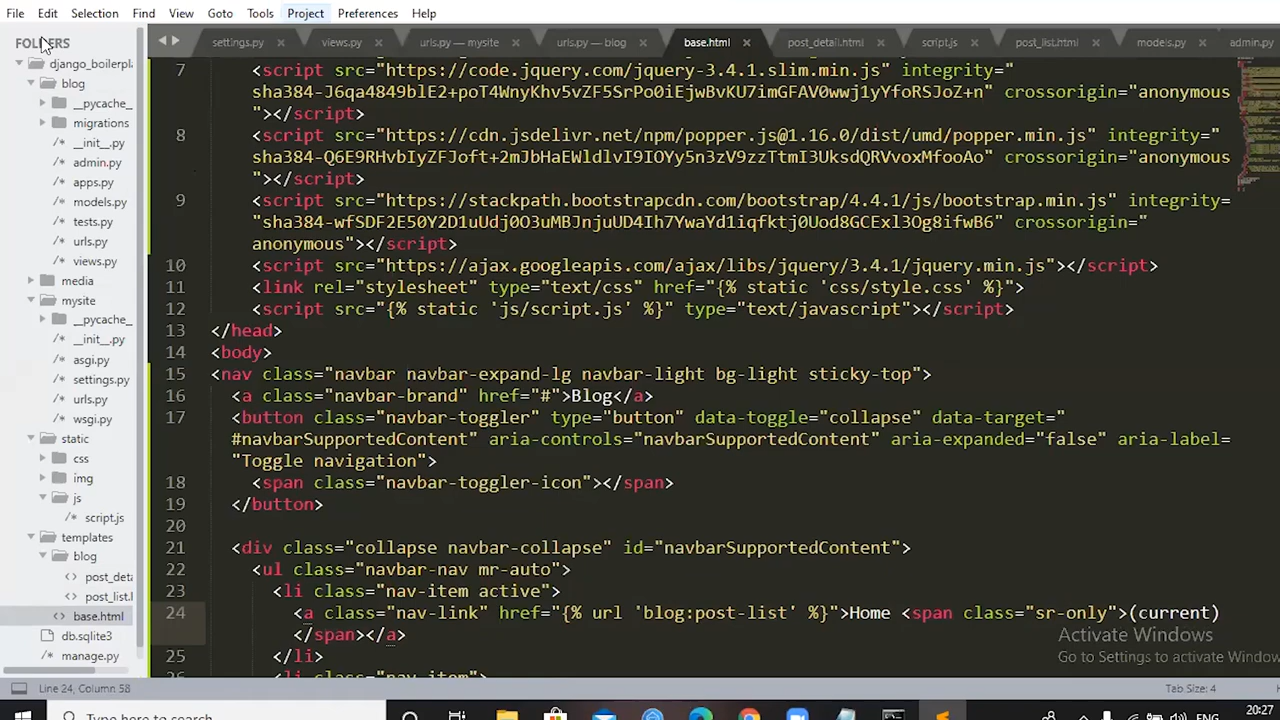 File Edit Selection Find View Goto Tools Project Preferences Help
FOLDERS
django_boilerpla
blog
__pycache_
migrations
__init__.py
admin.py
apps.py
models.py
tests.py
urls.py
views.py
media
mysite
__pycache_
__init__.py
asgi.py
settings.py
urls.py
wsgi.py
static
css
img
js
script.js
templates
blog
post_deta
post_list.l
base.html
db.sqlite3
manage.py
settings.py views.py urls.py — mysite urls.py — blog base.html post_detail.html script.js post_list.html models.py admin.py
7 <script src="https://code.jquery.com/jquery-3.4.1.slim.min.js" integrity="
sha384-J6qa4849blE2+poT4WnyKhv5vZF5SrPo0iEjwBvKU7imGFAV0wwj1yYfoRSJoZ+n" crossorigin="anonymous
"></script>
8 <script src="https://cdn.jsdelivr.net/npm/popper.js@1.16.0/dist/umd/popper.min.js" integrity="
sha384-Q6E9RHvbIyZFJoft+2mJbHaEWldlvI9IOYy5n3zV9zzTtmI3UksdQRVvoxMfooAo" crossorigin="anonymous
"></script>
9 <script src="https://stackpath.bootstrapcdn.com/bootstrap/4.4.1/js/bootstrap.min.js" integrity=
"sha384-wfSDF2E50Y2D1uUdj0O3uMBJnjuUD4Ih7YwaYd1iqfktj0Uod8GCExl3Og8ifwB6" crossorigin="
anonymous"></script>
10 <script src="https://ajax.googleapis.com/ajax/libs/jquery/3.4.1/jquery.min.js"></script>
11 <link rel="stylesheet" type="text/css" href="{% static 'css/style.css' %}">
12 <script src="{% static 'js/script.js' %}" type="text/javascript"></script>
13 </head>
14 <body>
15 <nav class="navbar navbar-expand-lg navbar-light bg-light sticky-top">
16 <a class="navbar-brand" href="#">Blog</a>
17 <button class="navbar-toggler" type="button" data-toggle="collapse" data-target="
#navbarSupportedContent" aria-controls="navbarSupportedContent" aria-expanded="false" aria-label=
"Toggle navigation">
18 <span class="navbar-toggler-icon"></span>
19 </button>
20
21 <div class="collapse navbar-collapse" id="navbarSupportedContent">
22 <ul class="navbar-nav mr-auto">
23 <li class="nav-item active">
24 <a class="nav-link" href="{% url 'blog:post-list' %}">Home <span class="sr-only">(current)
</span></a>
25 </li>
26 <li class="nav-item">
Activate Windows
Go to Settings to activate Window
Line 24, Column 58
Tab Size: 4
Type here to search
ENG
20:27